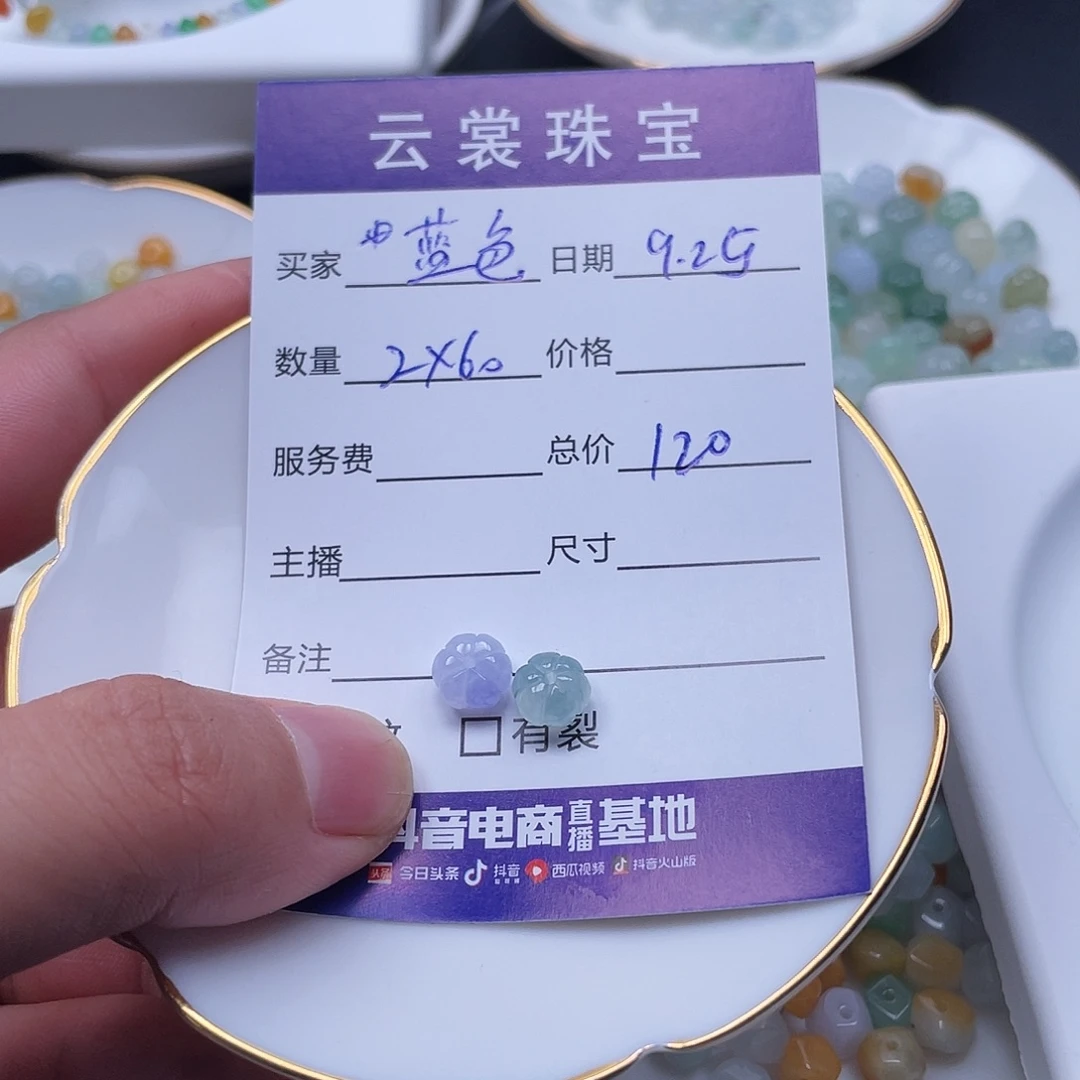 云裳珠宝
买家 蓝色 日期 9.25
数量 2×60 价格
服务费 总价 120
主播 尺寸
备注
□有裂
抖音电商直播基地
头条 今日头条 抖音 西瓜视频 抖音火山版